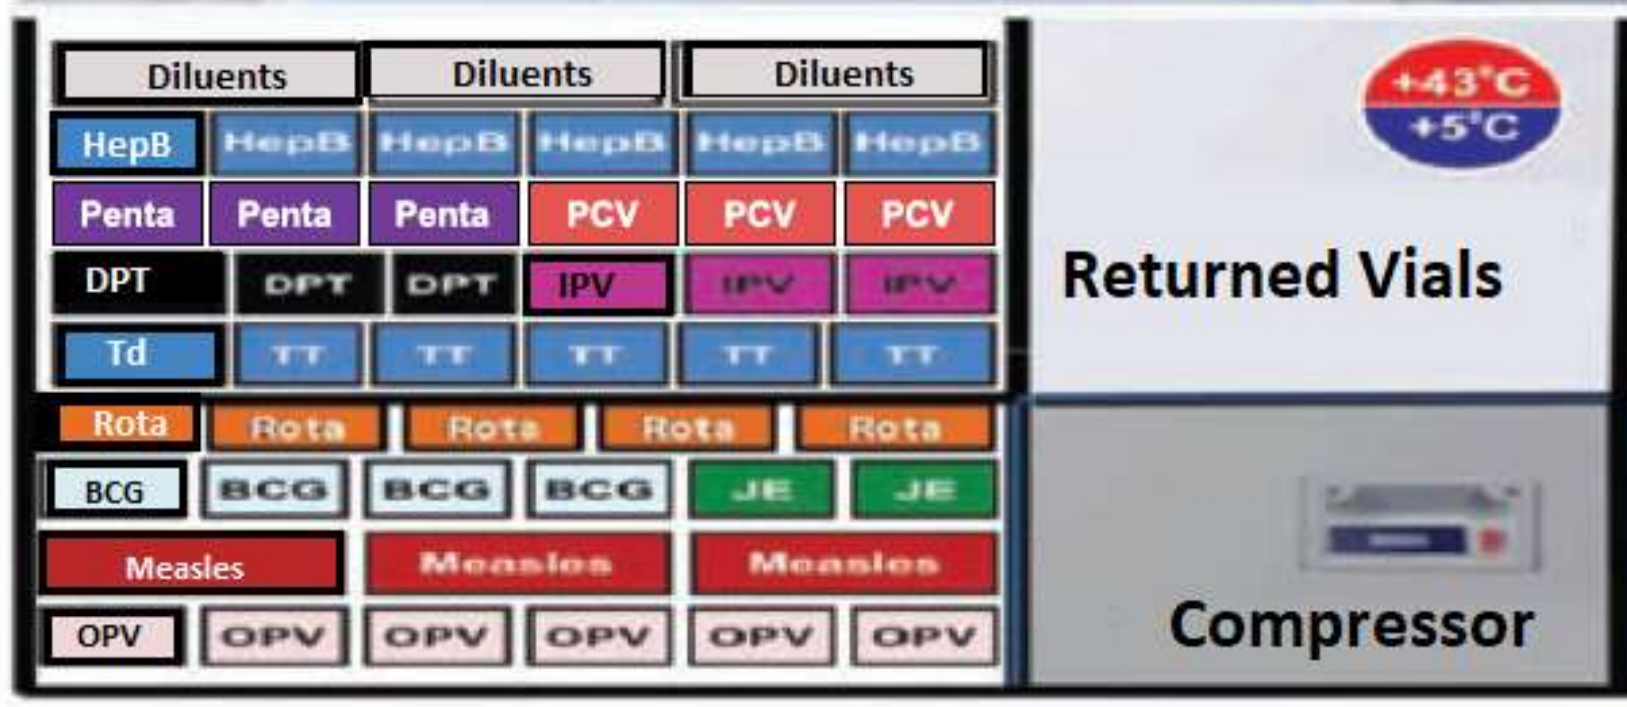 Diluents Diluents Diluents
HepB HepB HepB HepB HepB HepB
Penta Penta Penta PCV PCV PCV
DPT DPT DPT IPV IPV IPV
Td TT TT TT TT TT
Rota Rota Rota Rota Rota
BCG BCG BCG BCG JE JE
Measles Measles Measles
OPV OPV OPV OPV OPV OPV
+43°C
+5°C
Returned Vials
Compressor